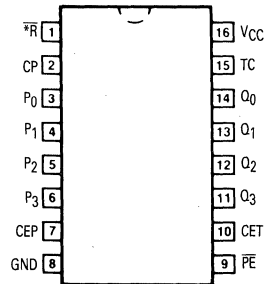 *R 1 16 VCC
CP 2 15 TC
P0 3 14 Q0
P1 4 13 Q1
P2 5 12 Q2
P3 6 11 Q3
CEP 7 10 CET
GND 8 9 PE